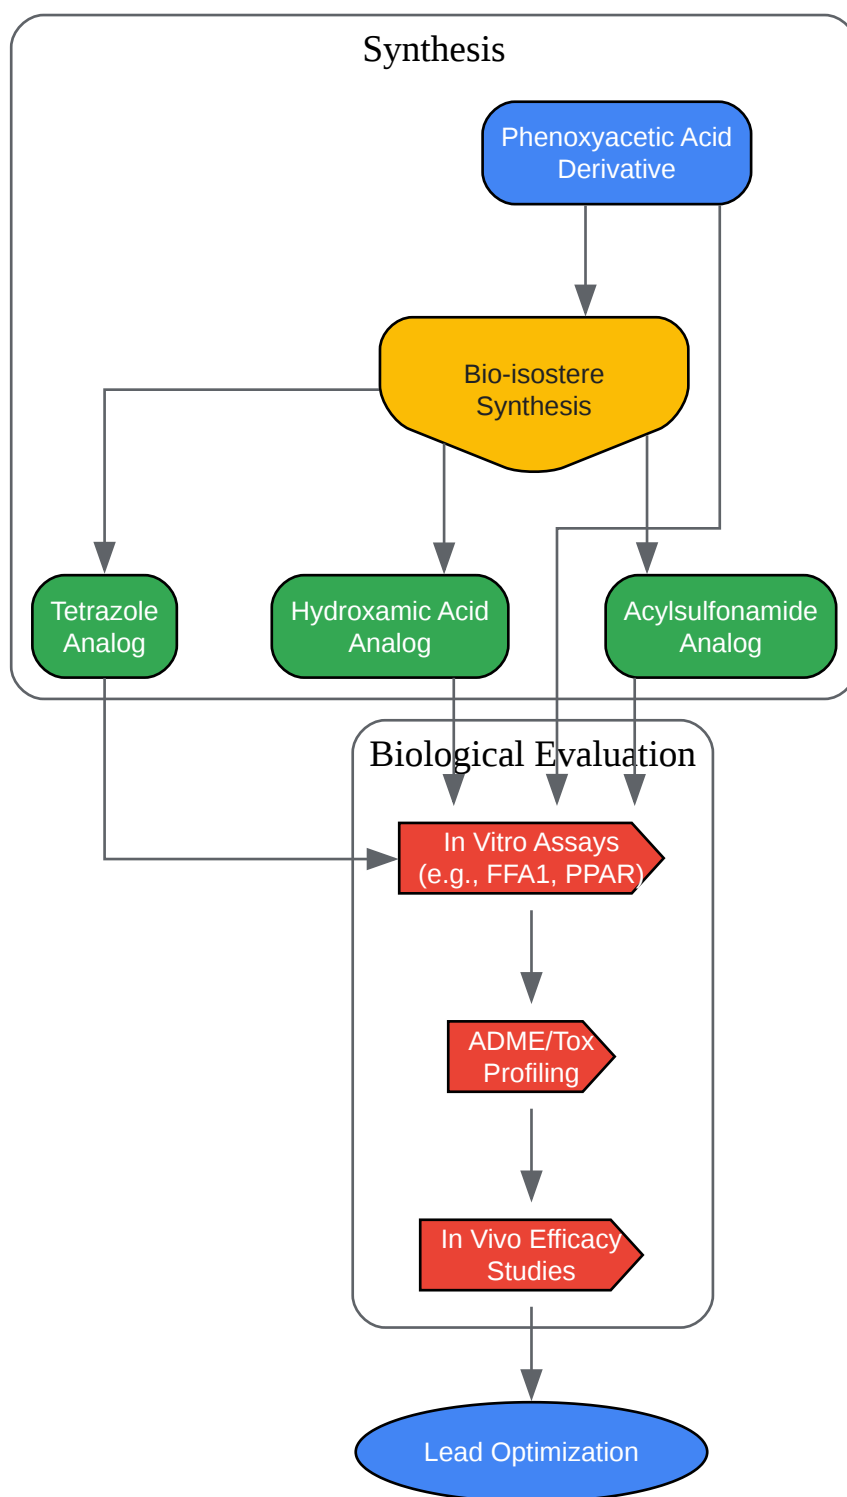 Synthesis
Phenoxyacetic Acid
Derivative
Bio-isostere
Synthesis
Tetrazole
Analog
Hydroxamic Acid
Analog
Acylsulfonamide
Analog
Biological Evaluation
In Vitro Assays
(e.g., FFA1, PPAR)
ADME/Tox
Profiling
In Vivo Efficacy
Studies
Lead Optimization